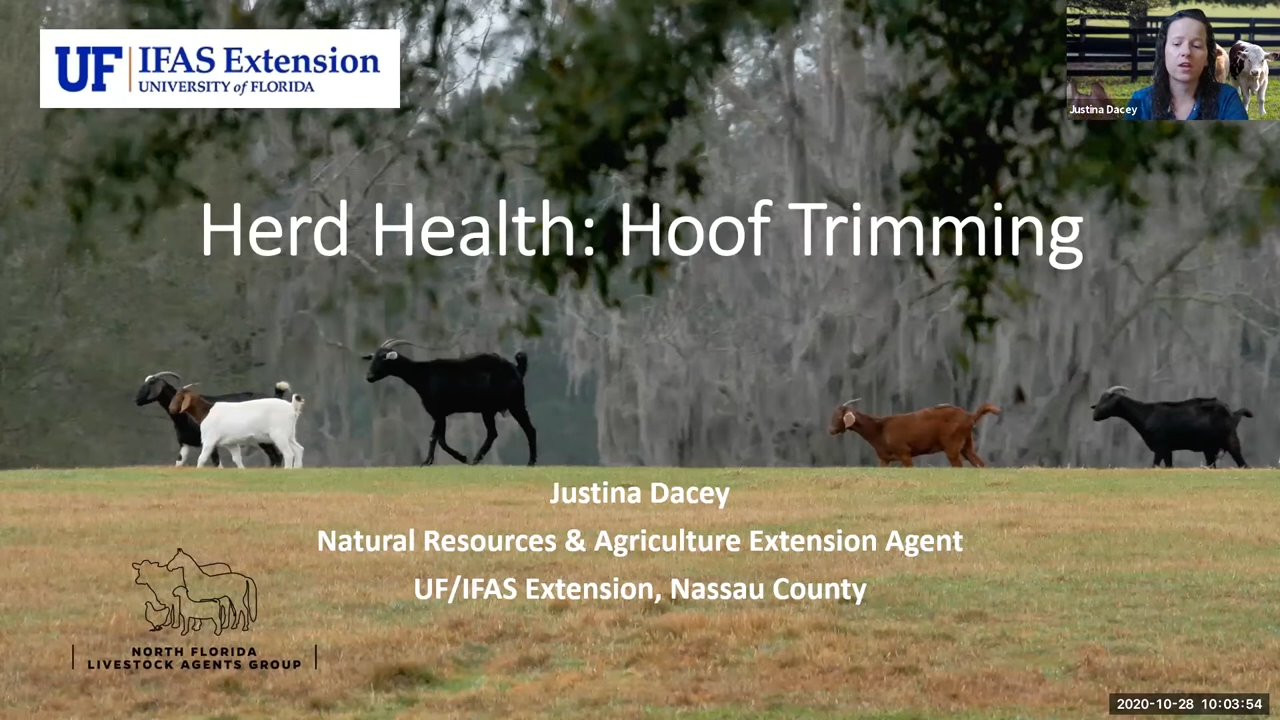 UF IFAS Extension
UNIVERSITY of FLORIDA
Justina Dacey
Herd Health: Hoof Trimming
Justina Dacey
Natural Resources & Agriculture Extension Agent
UF/IFAS Extension, Nassau County
NORTH FLORIDA
LIVESTOCK AGENTS GROUP
2020-10-28 10:03:54